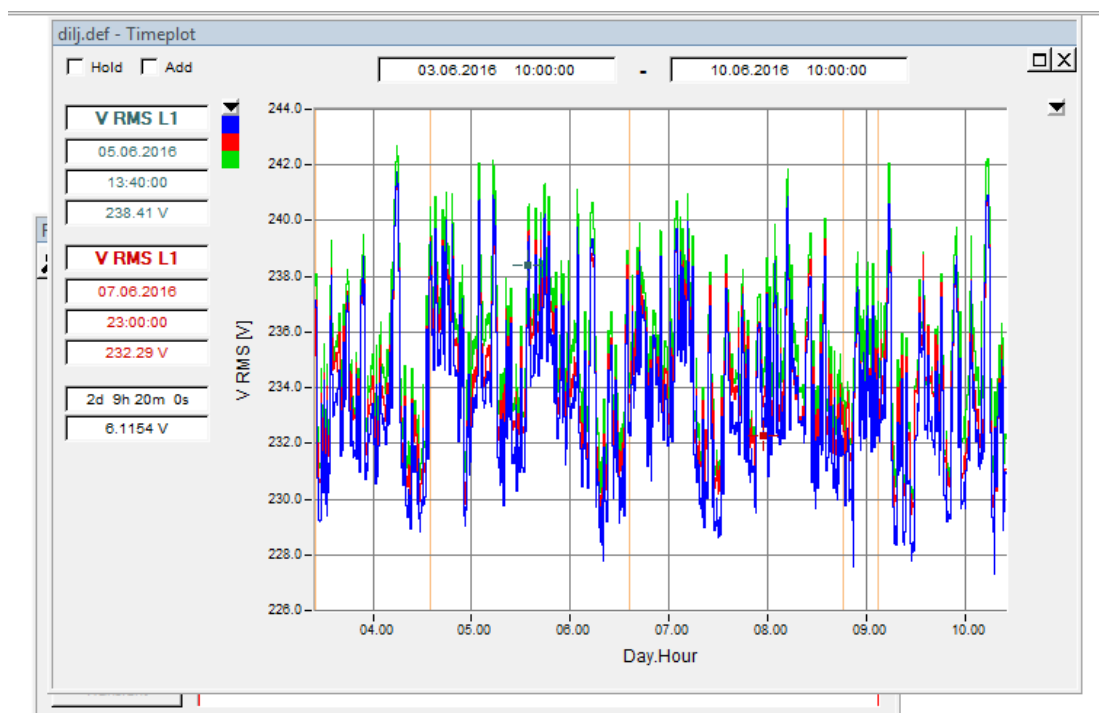 dilj.def - Timeplot
Hold Add
03.06.2016 10:00:00 - 10.06.2016 10:00:00
V RMS L1
05.06.2016
13:40:00
238.41 V
V RMS L1
07.06.2016
23:00:00
232.29 V
2d 9h 20m 0s
6.1154 V
V RMS [V]
244.0
242.0
240.0
238.0
236.0
234.0
232.0
230.0
228.0
226.0
04.00 05.00 06.00 07.00 08.00 09.00 10.00
Day.Hour